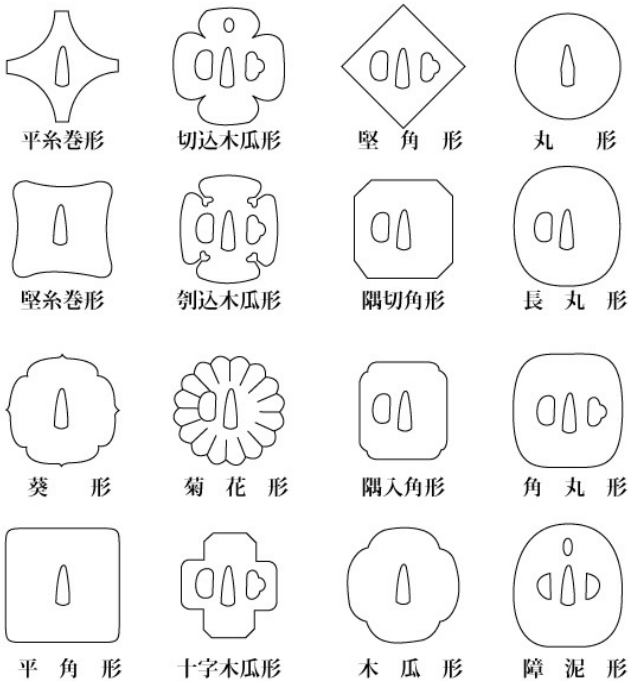 平糸巻形 切込木瓜形 堅角形 丸形
堅糸巻形 刳込木瓜形 隅切角形 長丸形
葵形 菊花形 隅入角形 角丸形
平角形 十字木瓜形 木瓜形 障泥形